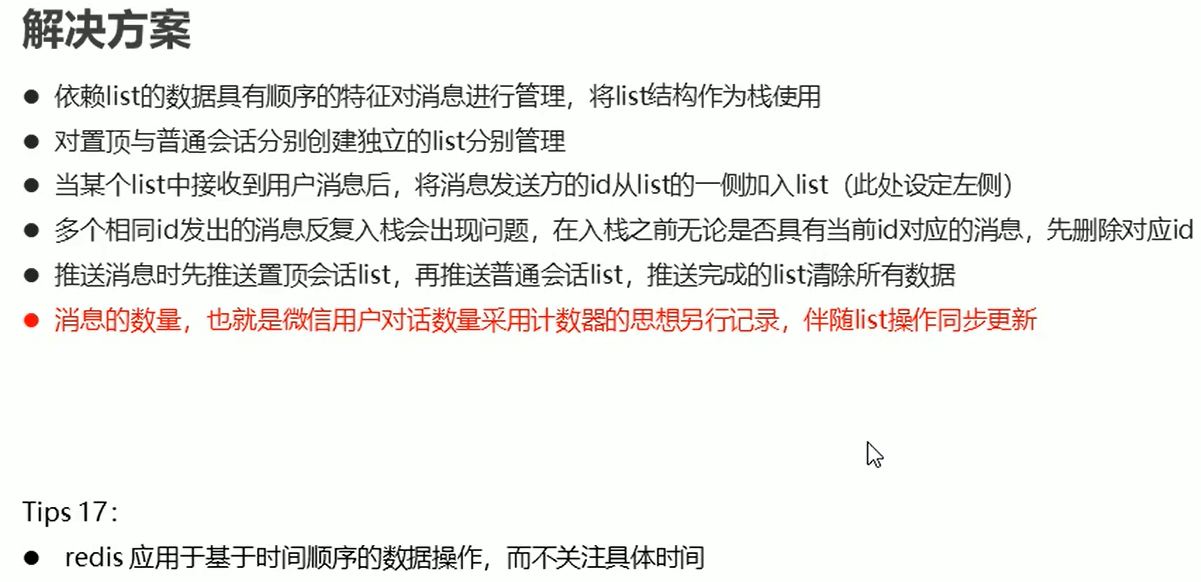 解决方案
● 依赖list的数据具有顺序的特征对消息进行管理，将list结构作为栈使用
● 对置顶与普通会话分别创建独立的list分别管理
● 当某个list中接收到用户消息后，将消息发送方的id从list的一侧加入list（此处设定左侧）
● 多个相同id发出的消息反复入栈会出现问题，在入栈之前无论是否具有当前id对应的消息，先删除对应id
● 推送消息时先推送置顶会话list，再推送普通会话list，推送完成的list清除所有数据
● 消息的数量，也就是微信用户对话数量采用计数器的思想另行记录，伴随list操作同步更新
Tips 17：
● redis 应用于基于时间顺序的数据操作，而不关注具体时间